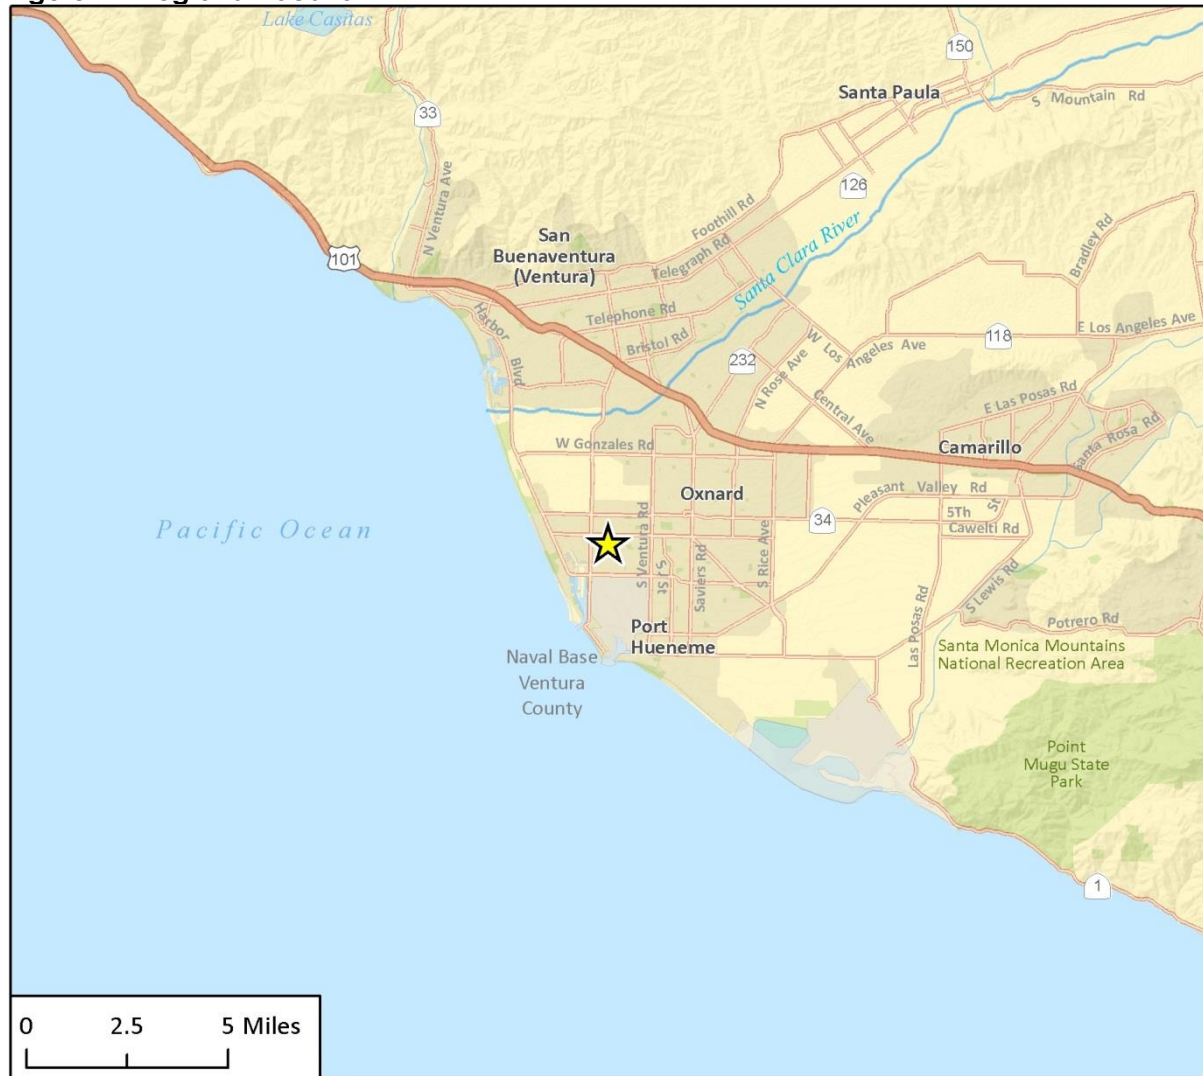 Lake Casitas
150
Santa Paula
S Mountain Rd
33
126
N Ventura Ave
Foothill Rd
San
Buenaventura
(Ventura)
Telegraph Rd
Santa Clara River
Bradley Rd
101
Harbor Blvd
Telephone Rd
Bristol Rd
W Los Angeles Ave
118
E Los Angeles Ave
232
N Rose Ave
Central Ave
E Las Posas Rd
Santa Rosa Rd
W Gonzales Rd
Camarillo
Oxnard
Pleasant Valley Rd
5Th St
Cawelti Rd
34
Pacific Ocean
S Ventura Rd
S J St
Saviers Rd
S Rice Ave
S Lewis Rd
Las Posas Rd
Potrero Rd
Port
Hueneme
Santa Monica Mountains
National Recreation Area
Naval Base
Ventura
County
Point
Mugu State
Park
1
0 2.5 5 Miles